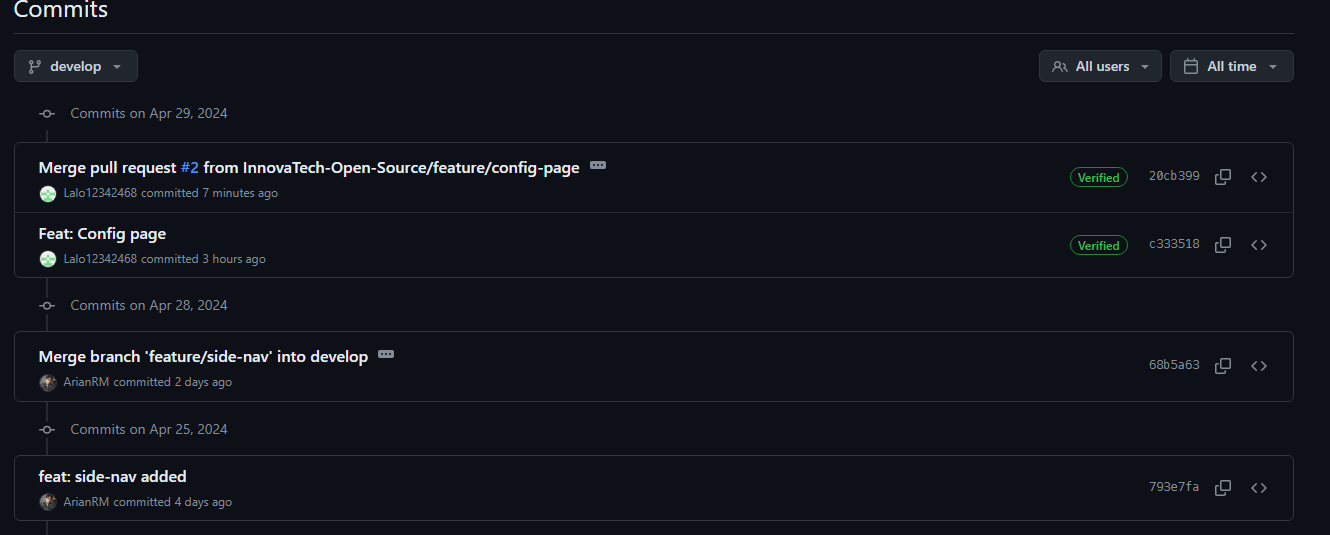 Commits
develop
All users
All time
Commits on Apr 29, 2024
Merge pull request #2 from InnovaTech-Open-Source/feature/config-page
Verified
20cb399
Lalo12342468 committed 7 minutes ago
Feat: Config page
Verified
c333518
Lalo12342468 committed 3 hours ago
Commits on Apr 28, 2024
Merge branch 'feature/side-nav' into develop
68b5a63
ArianRM committed 2 days ago
Commits on Apr 25, 2024
feat: side-nav added
793e7fa
ArianRM committed 4 days ago